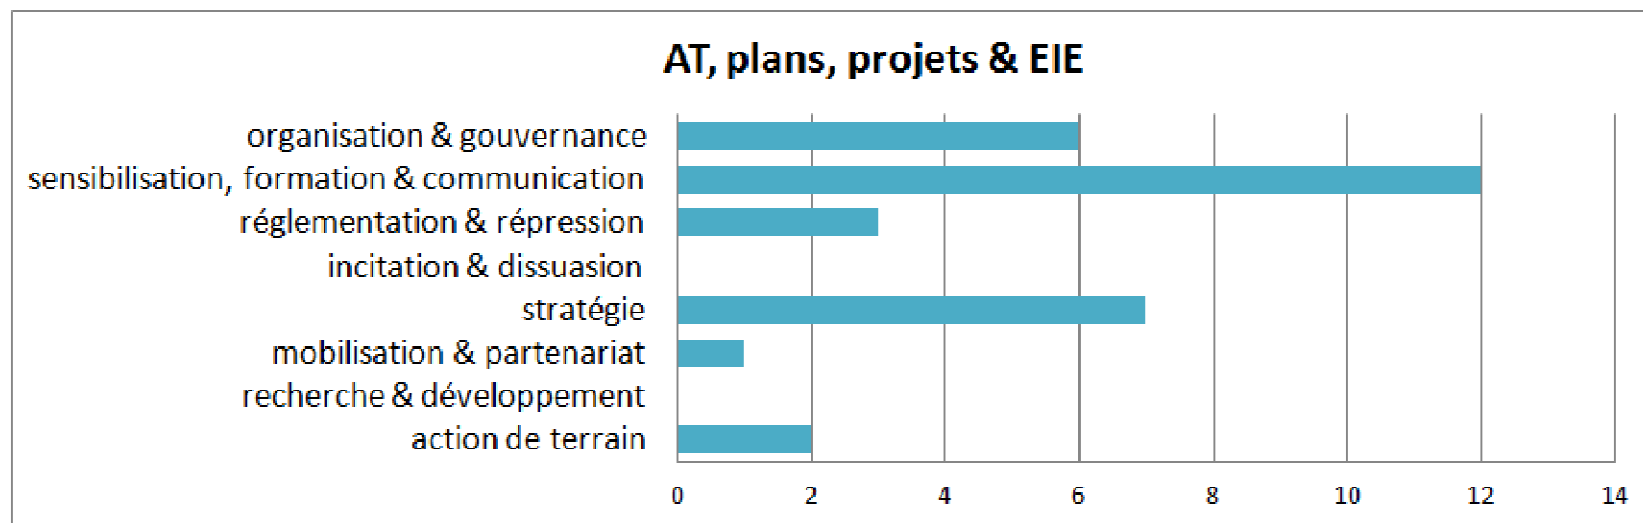 AT, plans, projets & EIE
organisation & gouvernance
sensibilisation, formation & communication
réglementation & répression
incitation & dissuasion
stratégie
mobilisation & partenariat
recherche & développement
action de terrain
0 2 4 6 8 10 12 14